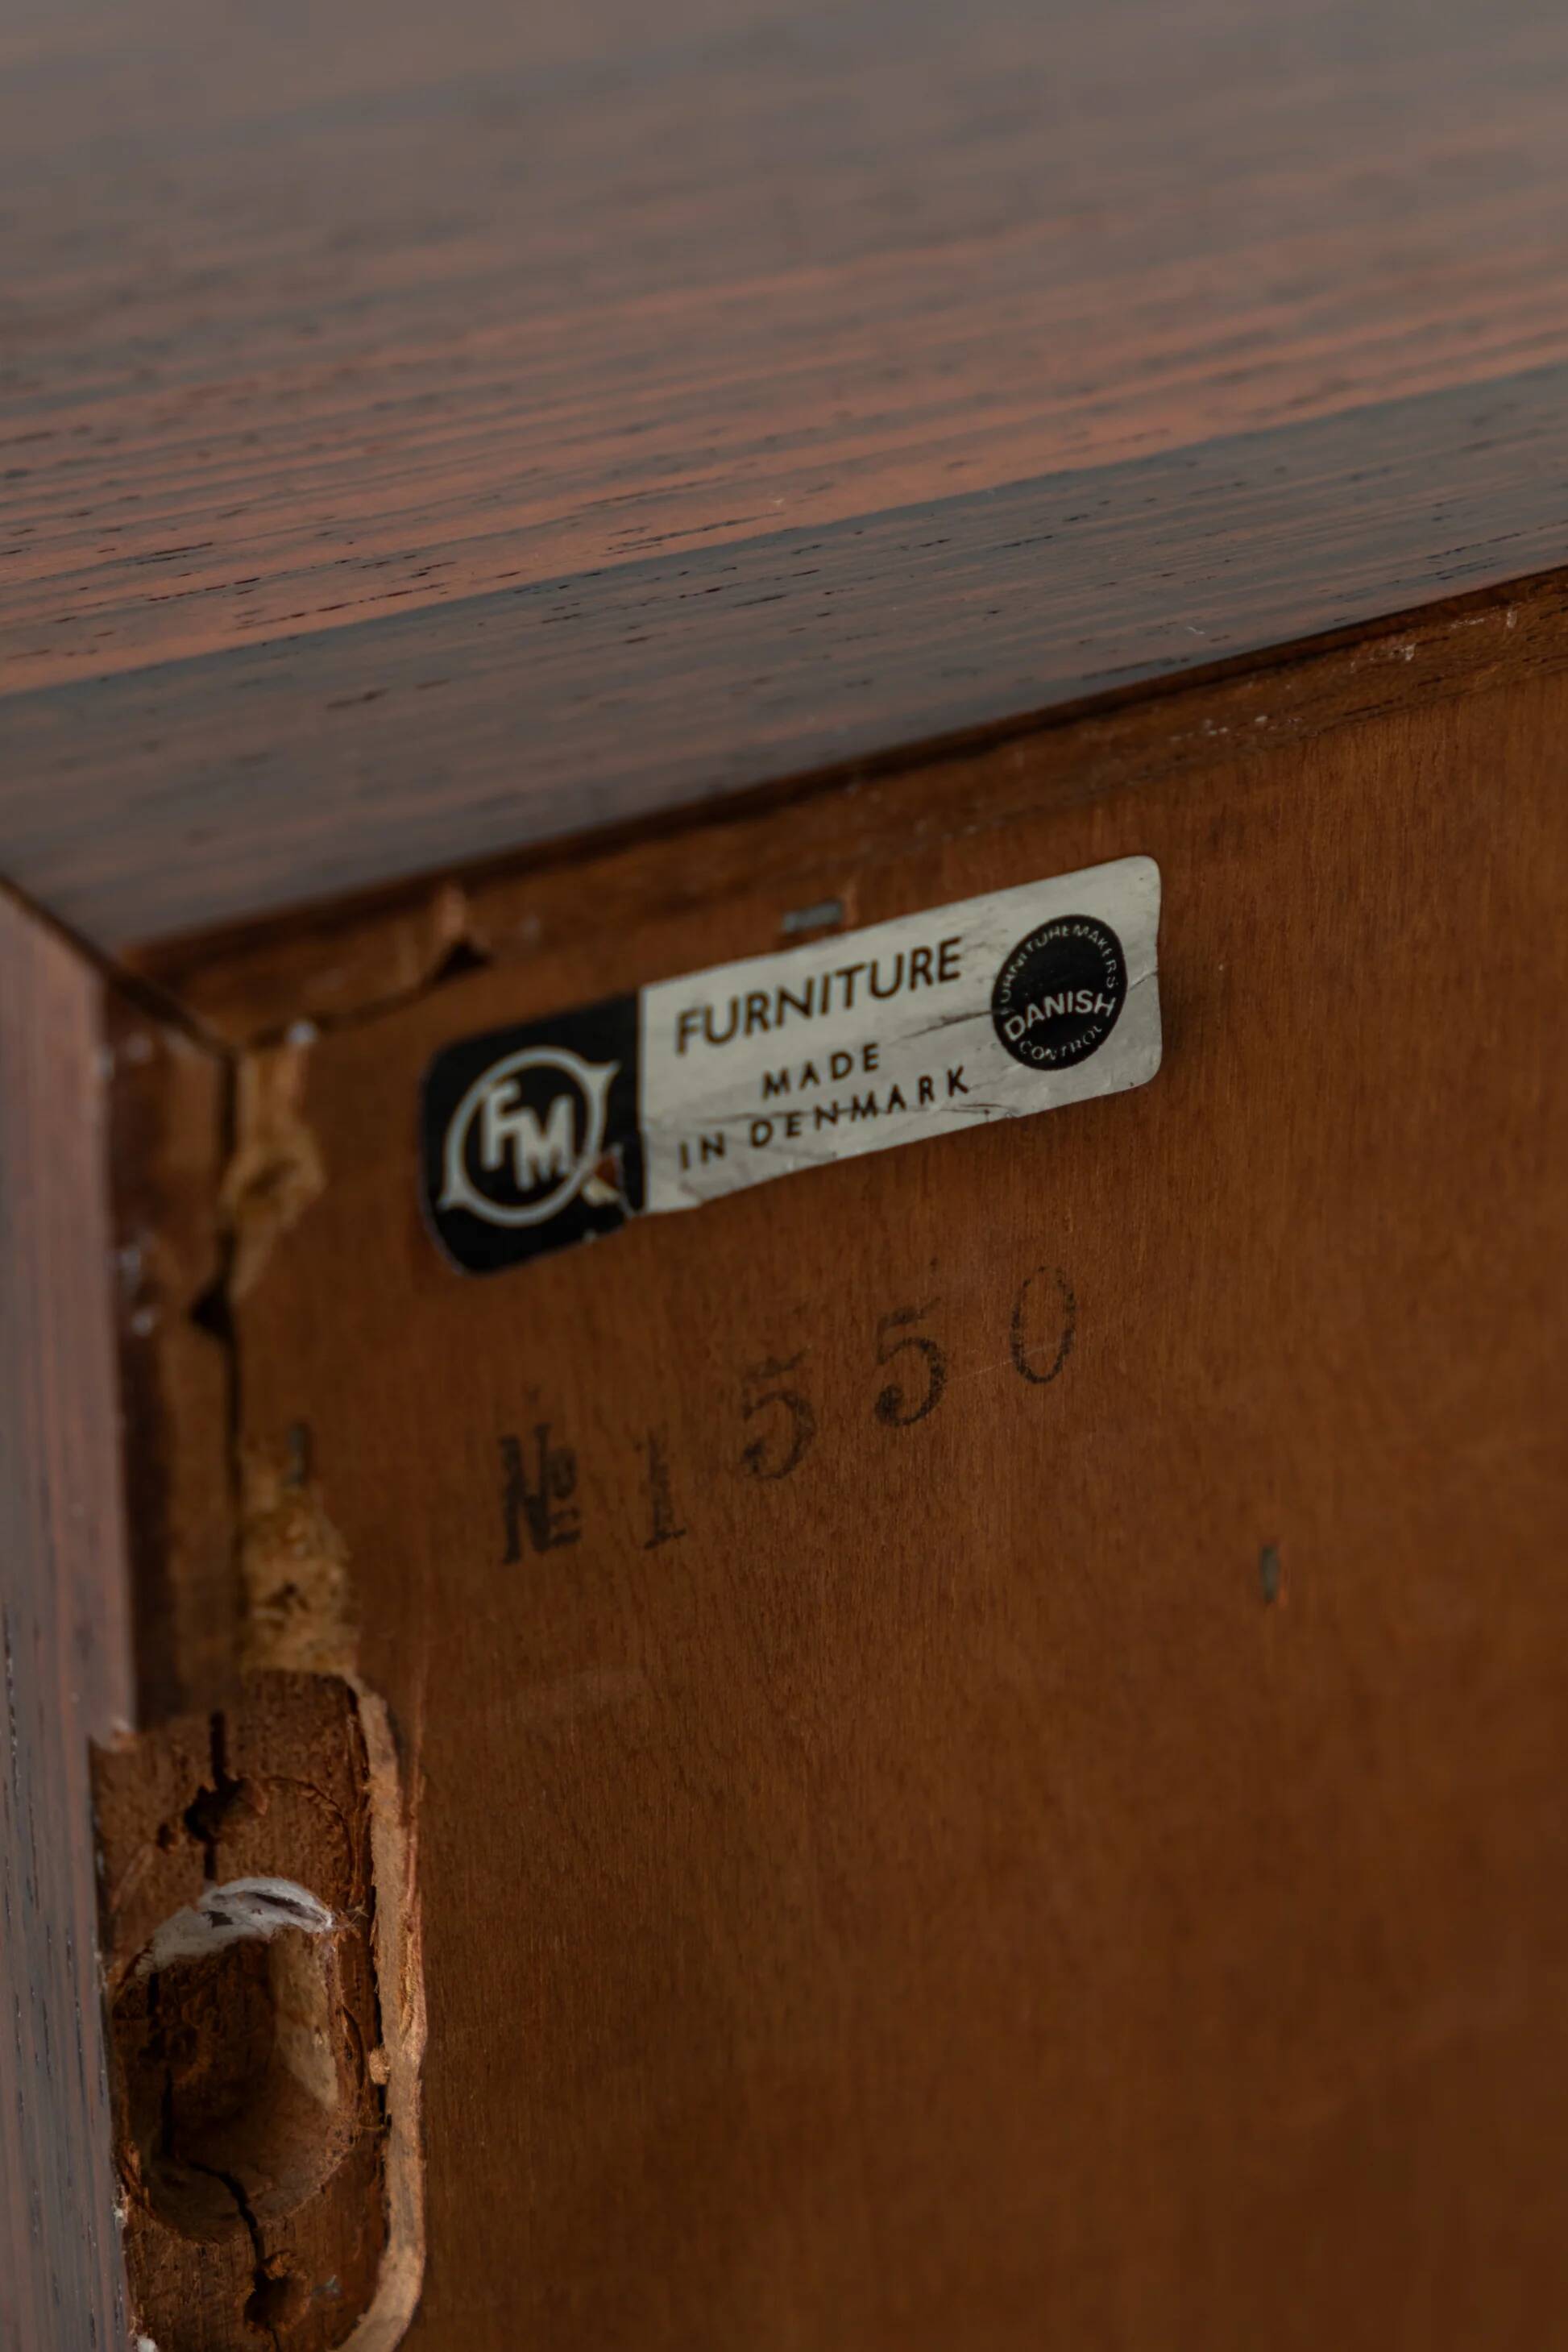 FM
FURNITURE
MADE
IN DENMARK
FURNITUREMAKERS
DANISH
CONTROL
№ 1550